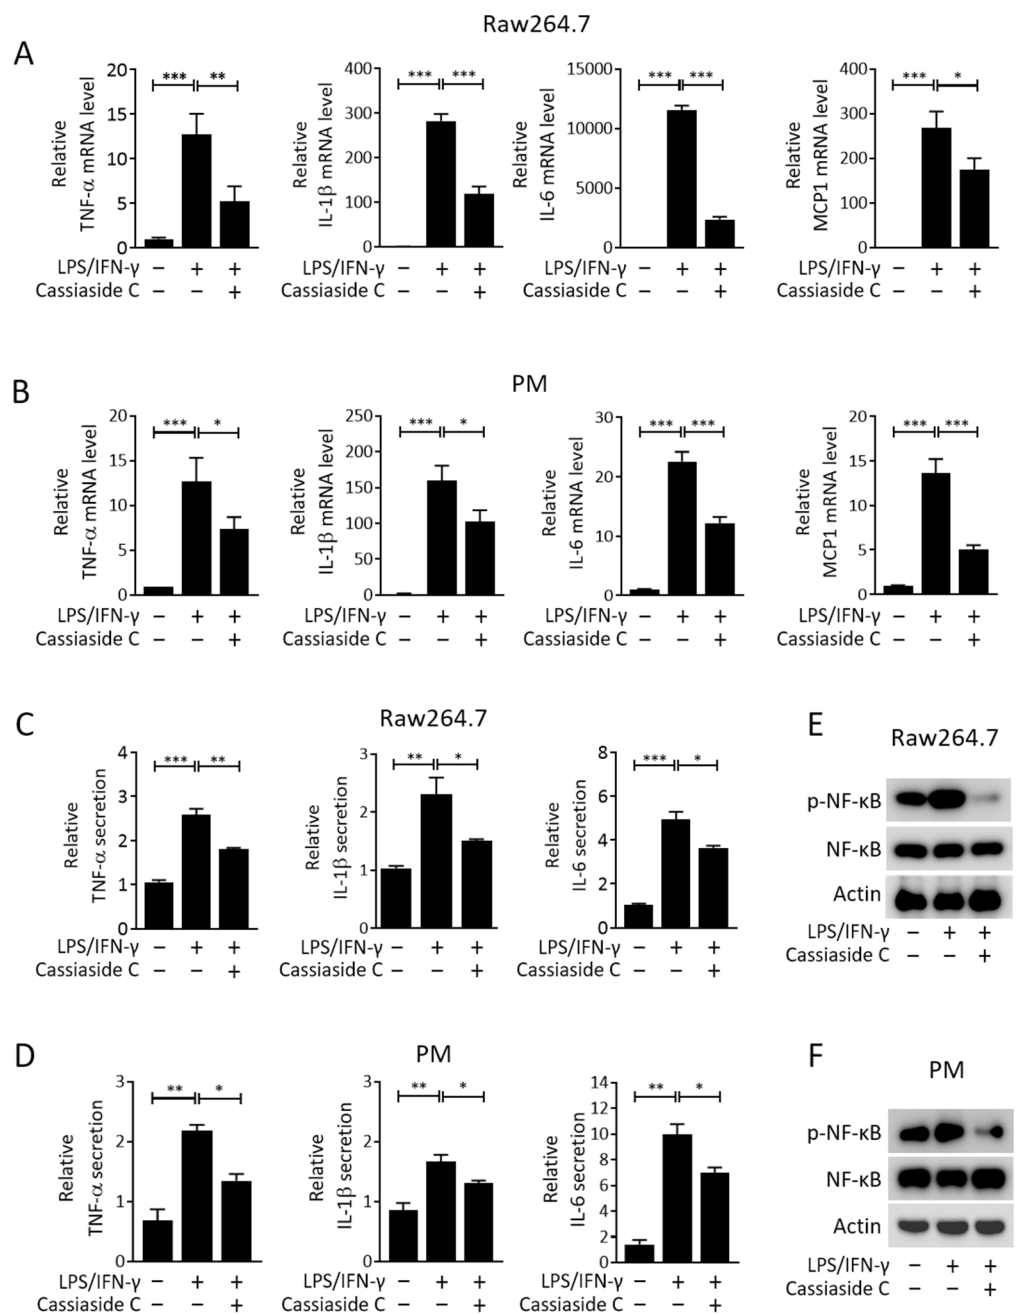 Raw264.7
A
Relative
TNF-α mRNA level
20
15
10
5
0
*** **
LPS/IFN-γ − + +
Cassiaside C − − +
Relative
IL-1β mRNA level
400
300
200
100
0
*** ***
LPS/IFN-γ − + +
Cassiaside C − − +
Relative
IL-6 mRNA level
15000
10000
5000
0
*** ***
LPS/IFN-γ − + +
Cassiaside C − − +
Relative
MCP1 mRNA level
400
300
200
100
0
*** *
LPS/IFN-γ − + +
Cassiaside C − − +
B
PM
Relative
TNF-α mRNA level
20
15
10
5
0
*** *
LPS/IFN-γ − + +
Cassiaside C − − +
Relative
IL-1β mRNA level
250
200
150
100
50
0
*** *
LPS/IFN-γ − + +
Cassiaside C − − +
Relative
IL-6 mRNA level
30
20
10
0
*** ***
LPS/IFN-γ − + +
Cassiaside C − − +
Relative
MCP1 mRNA level
20
15
10
5
0
*** ***
LPS/IFN-γ − + +
Cassiaside C − − +
C
Raw264.7
Relative
TNF-α secretion
4
3
2
1
0
*** **
LPS/IFN-γ − + +
Cassiaside C − − +
Relative
IL-1β secretion
3
2
1
0
** *
LPS/IFN-γ − + +
Cassiaside C − − +
Relative
IL-6 secretion
8
6
4
2
0
*** *
LPS/IFN-γ − + +
Cassiaside C − − +
E
Raw264.7
p-NF-κB
NF-κB
Actin
LPS/IFN-γ − + +
Cassiaside C − − +
D
PM
Relative
TNF-α secretion
3
2
1
0
** *
LPS/IFN-γ − + +
Cassiaside C − − +
Relative
IL-1β secretion
3
2
1
0
** *
LPS/IFN-γ − + +
Cassiaside C − − +
Relative
IL-6 secretion
14
12
10
8
6
4
2
0
** *
LPS/IFN-γ − + +
Cassiaside C − − +
F
PM
p-NF-κB
NF-κB
Actin
LPS/IFN-γ − + +
Cassiaside C − − +